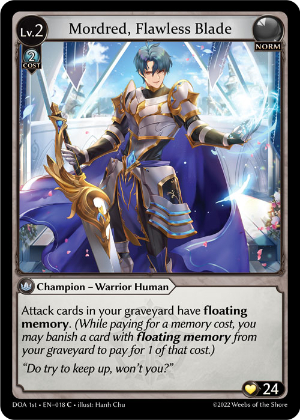 Lv.2 Mordred, Flawless Blade
NORM
2
COST
Champion – Warrior Human
Attack cards in your graveyard have floating
memory. (While paying for a memory cost, you
may banish a card with floating memory from
your graveyard to pay for 1 of that cost.)
“Do try to keep up, won’t you?”
24
DOA 1st • EN-018 C • illust: Hanh Chu
©2022 Weebs of the Shore